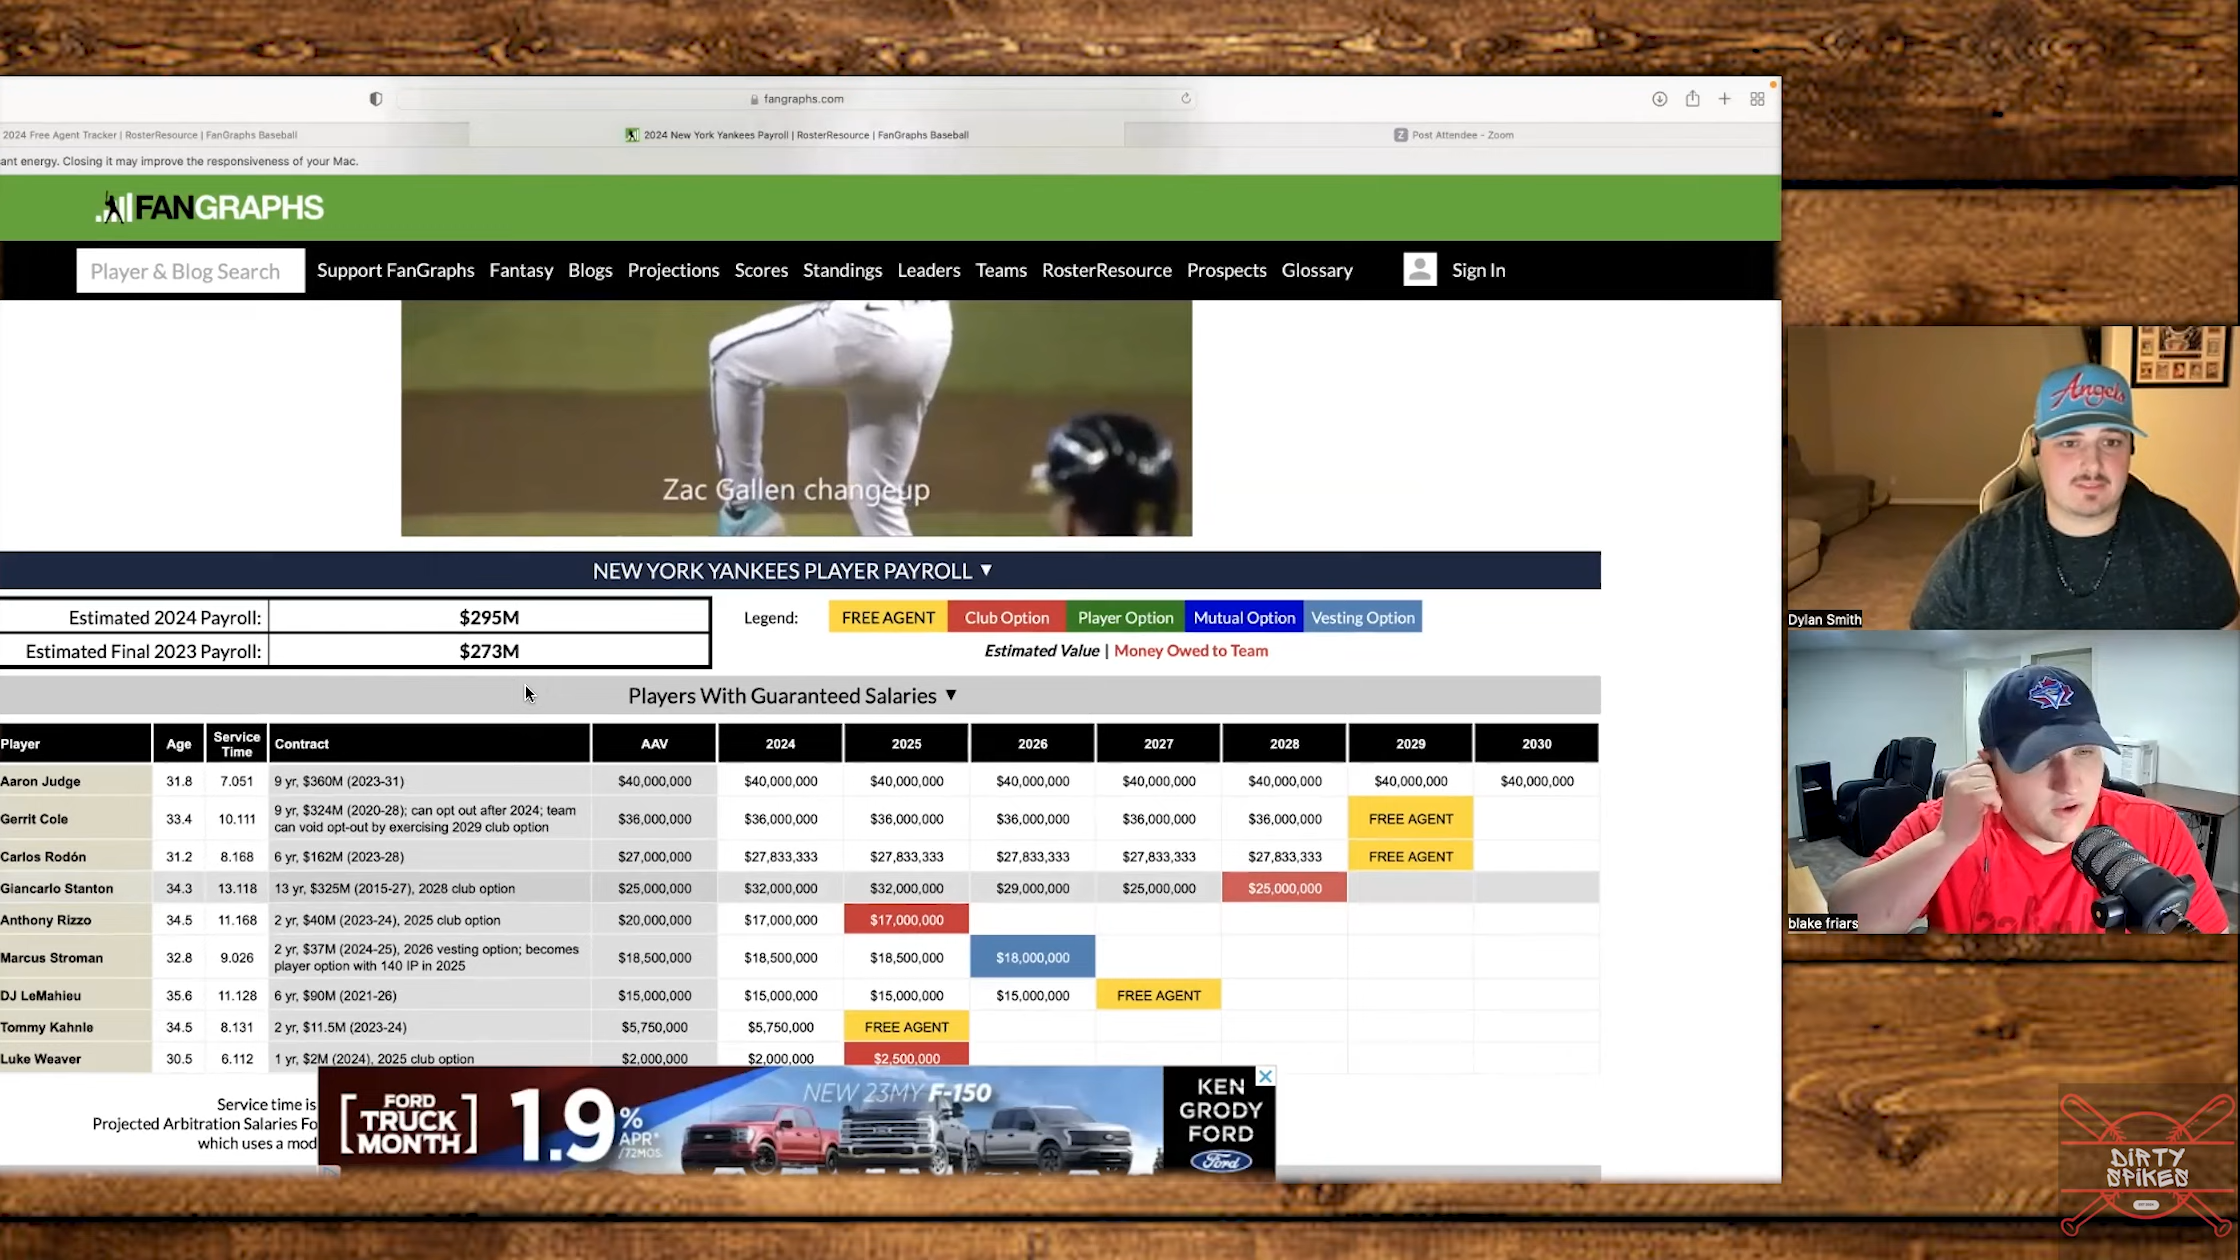 fangraphs.com
2024 Free Agent Tracker | RosterResource | FanGraphs Baseball
2024 New York Yankees Payroll | RosterResource | FanGraphs Baseball
Z Post Attendee - Zoom
ant energy. Closing it may improve the responsiveness of your Mac.
FANGRAPHS
Player & Blog Search Support FanGraphs Fantasy Blogs Projections Scores Standings Leaders Teams RosterResource Prospects Glossary Sign In
Zac Gallen changeup
NEW YORK YANKEES PLAYER PAYROLL ▼
Estimated 2024 Payroll: $295M
Estimated Final 2023 Payroll: $273M
Legend: FREE AGENT Club Option Player Option Mutual Option Vesting Option
Estimated Value | Money Owed to Team
Players With Guaranteed Salaries ▼
Player Age Service Time Contract AAV 2024 2025 2026 2027 2028 2029 2030
Aaron Judge 31.8 7.051 9 yr, $360M (2023-31) $40,000,000 $40,000,000 $40,000,000 $40,000,000 $40,000,000 $40,000,000 $40,000,000 $40,000,000
Gerrit Cole 33.4 10.111 9 yr, $324M (2020-28); can opt out after 2024; team
can void opt-out by exercising 2029 club option $36,000,000 $36,000,000 $36,000,000 $36,000,000 $36,000,000 $36,000,000 FREE AGENT
Carlos Rodón 31.2 8.168 6 yr, $162M (2023-28) $27,000,000 $27,833,333 $27,833,333 $27,833,333 $27,833,333 $27,833,333 FREE AGENT
Giancarlo Stanton 34.3 13.118 13 yr, $325M (2015-27), 2028 club option $25,000,000 $32,000,000 $32,000,000 $29,000,000 $25,000,000 $25,000,000
Anthony Rizzo 34.5 11.168 2 yr, $40M (2023-24), 2025 club option $20,000,000 $17,000,000 $17,000,000
Marcus Stroman 32.8 9.026 2 yr, $37M (2024-25), 2026 vesting option; becomes
player option with 140 IP in 2025 $18,500,000 $18,500,000 $18,500,000 $18,000,000
DJ LeMahieu 35.6 11.128 6 yr, $90M (2021-26) $15,000,000 $15,000,000 $15,000,000 $15,000,000 FREE AGENT
Tommy Kahnle 34.5 8.131 2 yr, $11.5M (2023-24) $5,750,000 $5,750,000 FREE AGENT
Luke Weaver 30.5 6.112 1 yr, $2M (2024), 2025 club option $2,000,000 $2,000,000 $2,500,000
Service time is
Projected Arbitration Salaries Fo
which uses a mod
[FORD
TRUCK
MONTH]
1.9% APR*
/72MOS.
NEW 23MY F-150
KEN
GRODY
FORD
Ford
Angels
Dylan Smith
blake friars
DIRTY
SPIKES